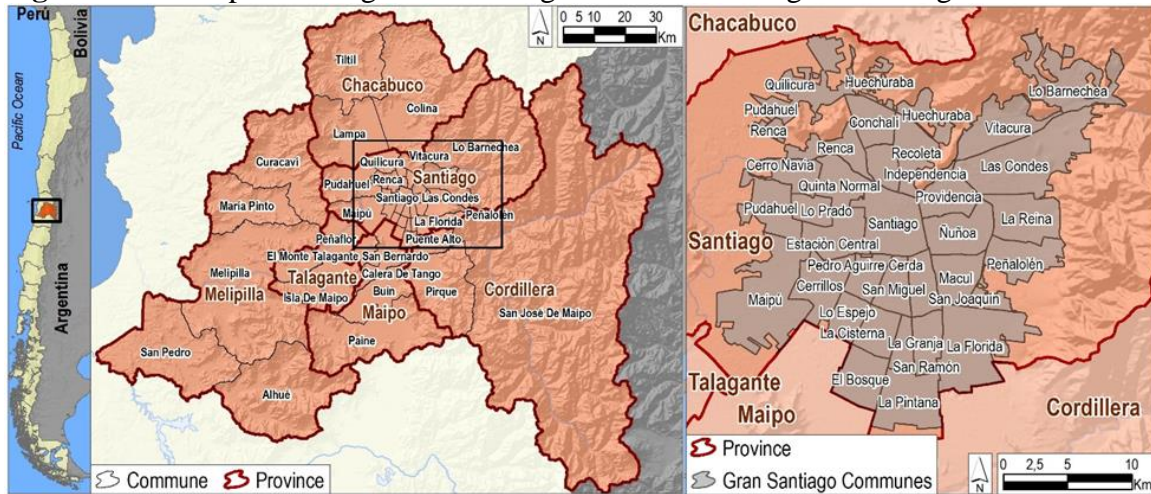 Perú
Bolivia
Pacific Ocean
Argentina
N
0 5 10 20 30
Km
Tiltil
Chacabuco
Colina
Lampa
Lo Barnechea
Curacaví
Quilicura
Vitacura
Renca
Santiago
Pudahuel
Santiago Las Condes
María Pinto
Maipú
La Florida
Peñalolén
Peñaflor
Puente Alto
El Monte Talagante San Bernardo
Melipilla
Talagante
Calera De Tango
Cordillera
Melipilla
Isla De Maipo
Buin
Pirque
Maipo
San José De Maipo
San Pedro
Paine
Alhué
Commune
Province
Chacabuco
Quilicura
Huechuraba
Lo Barnechea
Pudahuel
Huechuraba
Renca
Conchalí
Vitacura
Renca
Recoleta
Cerro Navia
Independencia
Las Condes
Quinta Normal
Providencia
Pudahuel
Lo Prado
Santiago
La Reina
Santiago
Estación Central
Ñuñoa
Pedro Aguirre Cerda
Macul
Peñalolén
Maipú
Cerrillos
San Miguel
San Joaquín
Lo Espejo
La Cisterna
La Granja
La Florida
San Ramón
Talagante
El Bosque
Maipo
La Pintana
Cordillera
Province
Gran Santiago Communes
N
0 2,5 5 10
Km